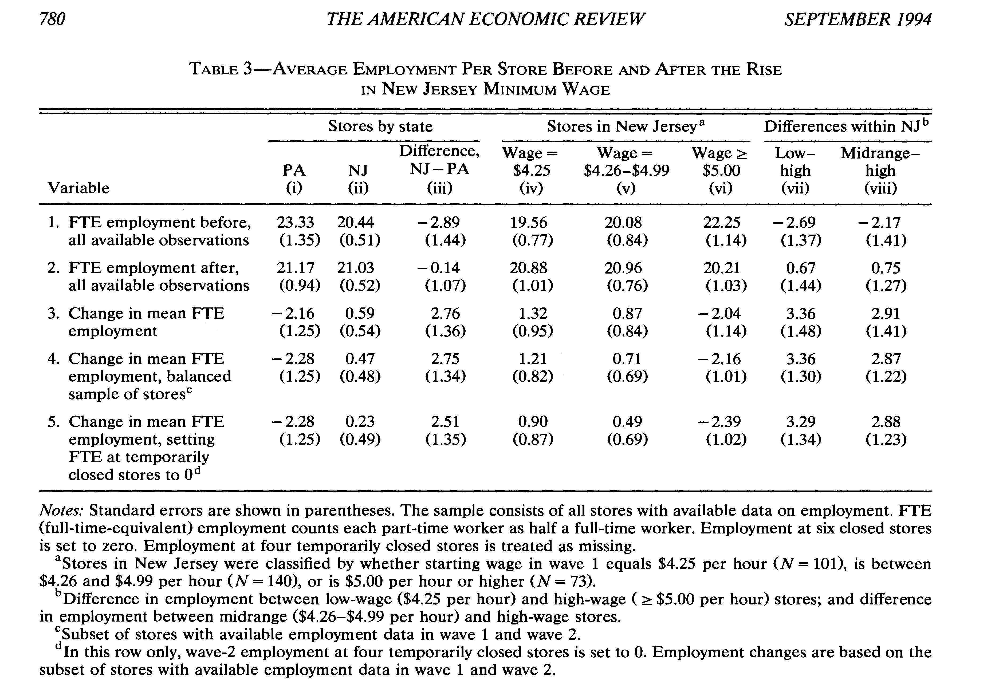 780 THE AMERICAN ECONOMIC REVIEW SEPTEMBER 1994
TABLE 3—AVERAGE EMPLOYMENT PER STORE BEFORE AND AFTER THE RISE
IN NEW JERSEY MINIMUM WAGE
Stores by state Stores in New Jerseyᵃ Differences within NJᵇ
Difference, Wage = Wage = Wage ≥ Low– Midrange–
PA NJ NJ − PA $4.25 $4.26–$4.99 $5.00 high high
Variable (i) (ii) (iii) (iv) (v) (vi) (vii) (viii)
1. FTE employment before, 23.33 20.44 −2.89 19.56 20.08 22.25 −2.69 −2.17
all available observations (1.35) (0.51) (1.44) (0.77) (0.84) (1.14) (1.37) (1.41)
2. FTE employment after, 21.17 21.03 −0.14 20.88 20.96 20.21 0.67 0.75
all available observations (0.94) (0.52) (1.07) (1.01) (0.76) (1.03) (1.44) (1.27)
3. Change in mean FTE −2.16 0.59 2.76 1.32 0.87 −2.04 3.36 2.91
employment (1.25) (0.54) (1.36) (0.95) (0.84) (1.14) (1.48) (1.41)
4. Change in mean FTE −2.28 0.47 2.75 1.21 0.71 −2.16 3.36 2.87
employment, balanced (1.25) (0.48) (1.34) (0.82) (0.69) (1.01) (1.30) (1.22)
sample of storesᶜ
5. Change in mean FTE −2.28 0.23 2.51 0.90 0.49 −2.39 3.29 2.88
employment, setting (1.25) (0.49) (1.35) (0.87) (0.69) (1.02) (1.34) (1.23)
FTE at temporarily
closed stores to 0ᵈ
Notes: Standard errors are shown in parentheses. The sample consists of all stores with available data on employment. FTE
(full-time-equivalent) employment counts each part-time worker as half a full-time worker. Employment at six closed stores
is set to zero. Employment at four temporarily closed stores is treated as missing.
ᵃStores in New Jersey were classified by whether starting wage in wave 1 equals $4.25 per hour (N = 101), is between
$4.26 and $4.99 per hour (N = 140), or is $5.00 per hour or higher (N = 73).
ᵇDifference in employment between low-wage ($4.25 per hour) and high-wage (≥ $5.00 per hour) stores; and difference
in employment between midrange ($4.26–$4.99 per hour) and high-wage stores.
ᶜSubset of stores with available employment data in wave 1 and wave 2.
ᵈIn this row only, wave-2 employment at four temporarily closed stores is set to 0. Employment changes are based on the
subset of stores with available employment data in wave 1 and wave 2.